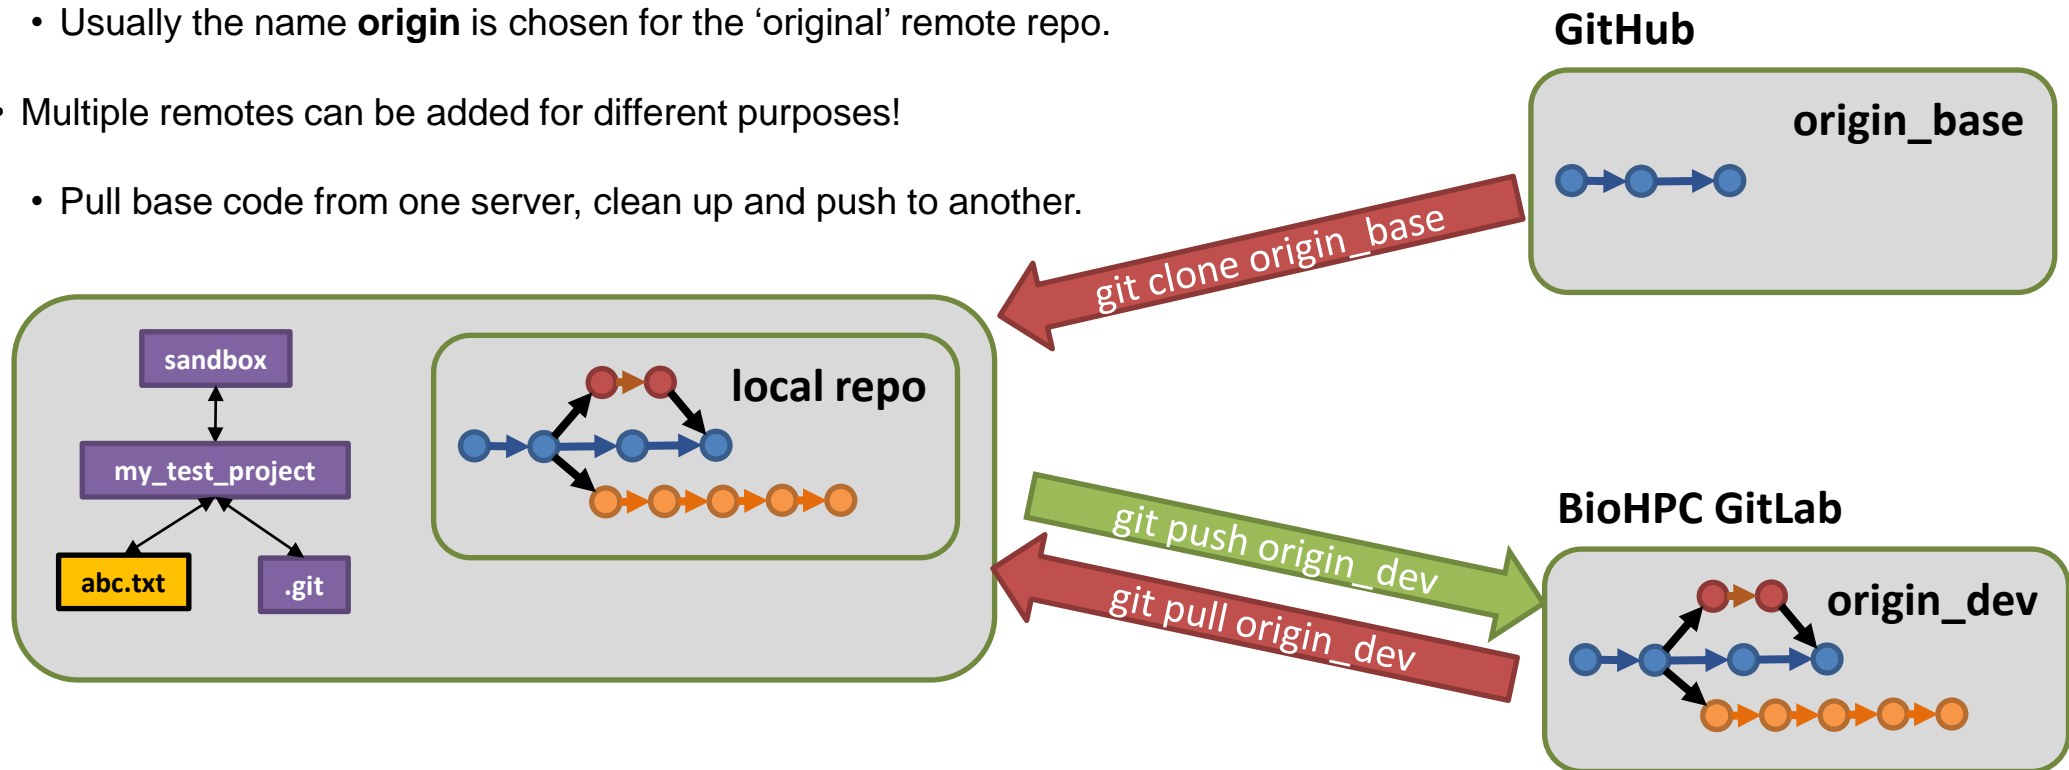 • Usually the name origin is chosen for the ‘original’ remote repo.
• Multiple remotes can be added for different purposes!
• Pull base code from one server, clean up and push to another.
GitHub
origin_base
git clone origin_base
sandbox
my_test_project
abc.txt
.git
local repo
git push origin_dev
git pull origin_dev
BioHPC GitLab
origin_dev